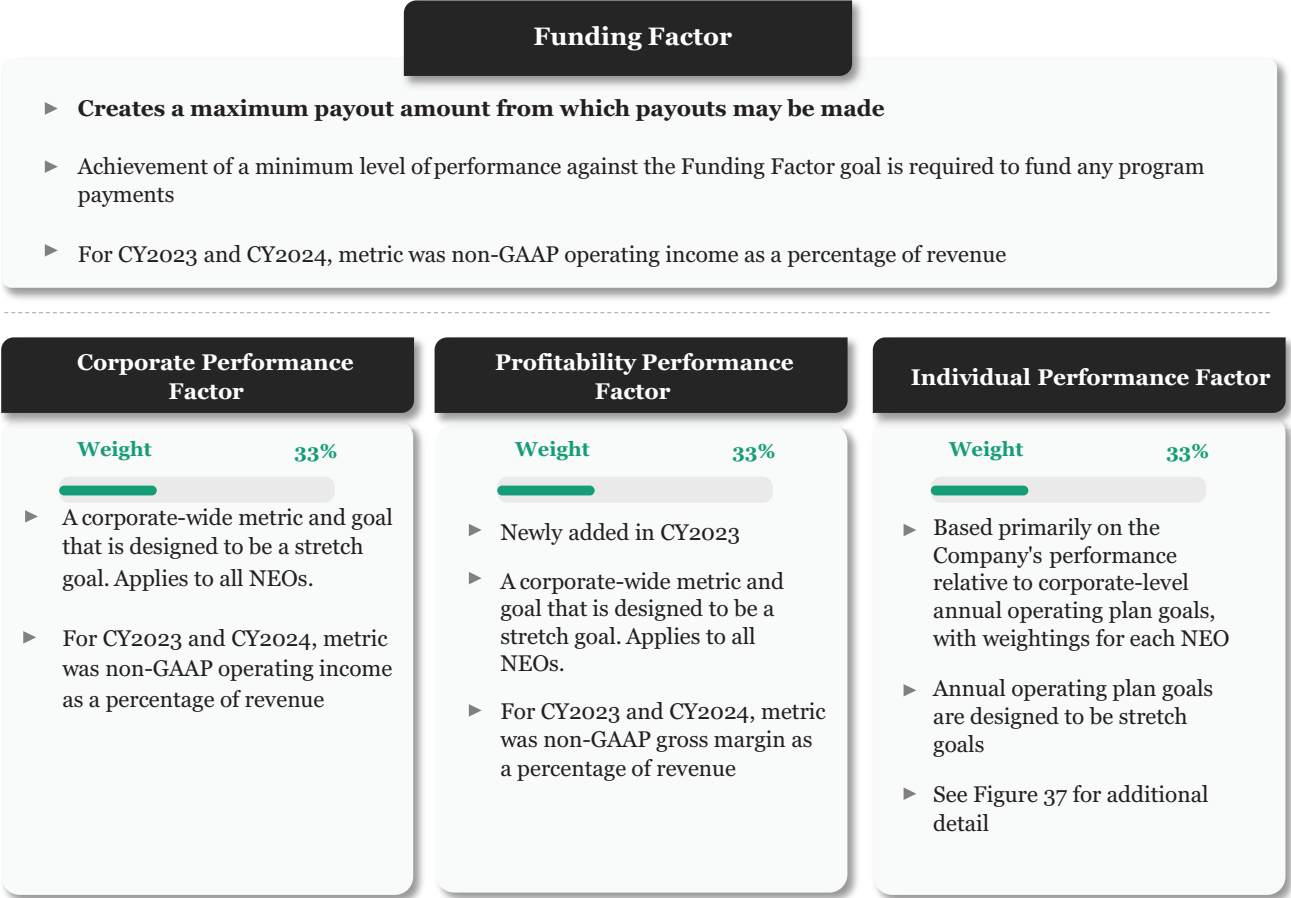 Funding Factor
► Creates a maximum payout amount from which payouts may be made
► Achievement of a minimum level of performance against the Funding Factor goal is required to fund any program
payments
► For CY2023 and CY2024, metric was non-GAAP operating income as a percentage of revenue
Corporate Performance
Factor
Weight 33%
► A corporate-wide metric and goal
that is designed to be a stretch
goal. Applies to all NEOs.
► For CY2023 and CY2024, metric
was non-GAAP operating income
as a percentage of revenue
Profitability Performance
Factor
Weight 33%
► Newly added in CY2023
► A corporate-wide metric and
goal that is designed to be a
stretch goal. Applies to all
NEOs.
► For CY2023 and CY2024, metric
was non-GAAP gross margin as
a percentage of revenue
Individual Performance Factor
Weight 33%
► Based primarily on the
Company's performance
relative to corporate-level
annual operating plan goals,
with weightings for each NEO
► Annual operating plan goals
are designed to be stretch
goals
► See Figure 37 for additional
detail